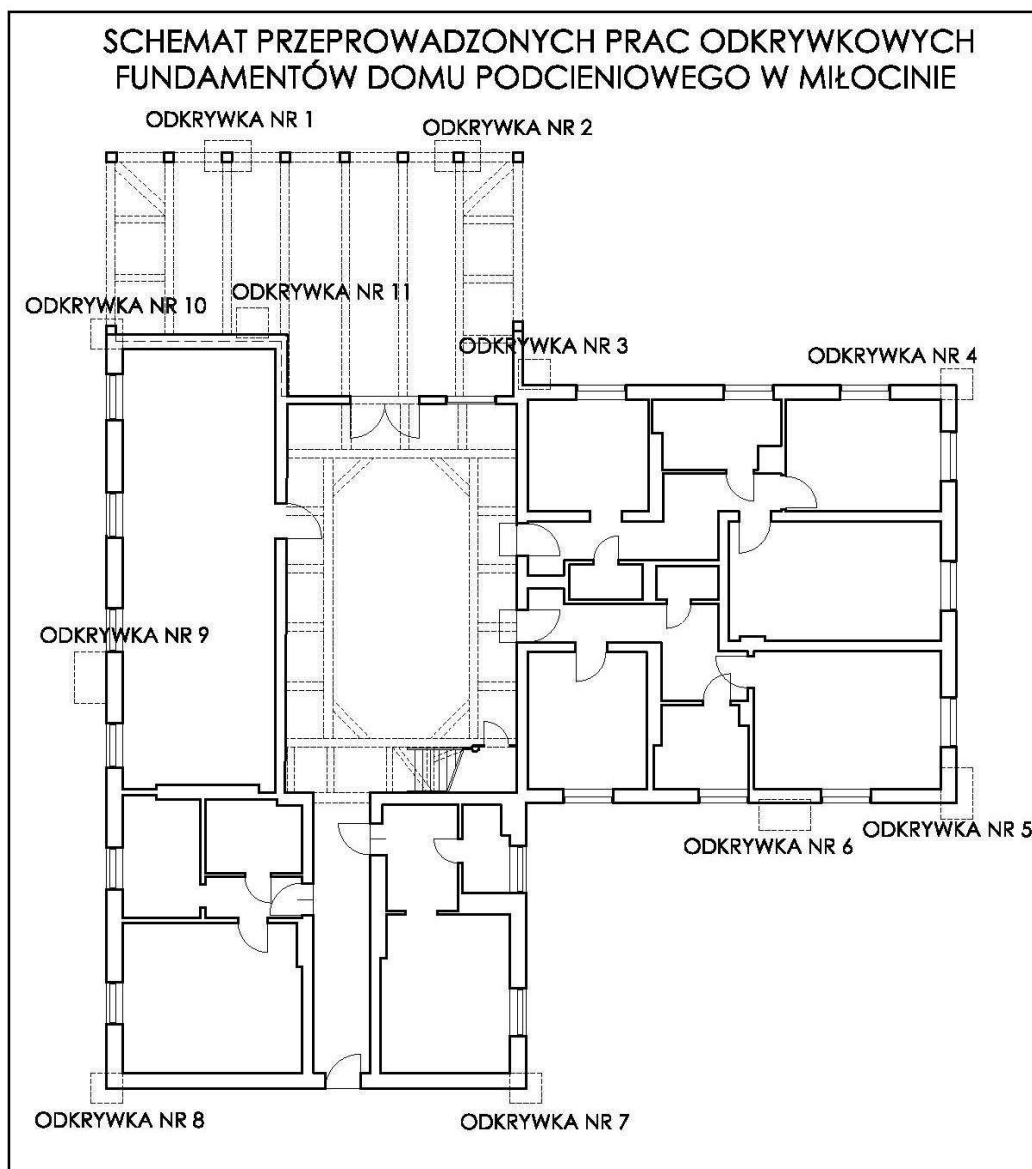 SCHEMAT PRZEPROWADZONYCH PRAC ODKRYWKOWYCH
FUNDAMENTÓW DOMU PODCIENIOWEGO W MIŁOCINIE
ODKRYWKA NR 1
ODKRYWKA NR 2
ODKRYWKA NR 11
ODKRYWKA NR 10
ODKRYWKA NR 3
ODKRYWKA NR 4
ODKRYWKA NR 9
ODKRYWKA NR 5
ODKRYWKA NR 6
ODKRYWKA NR 8
ODKRYWKA NR 7